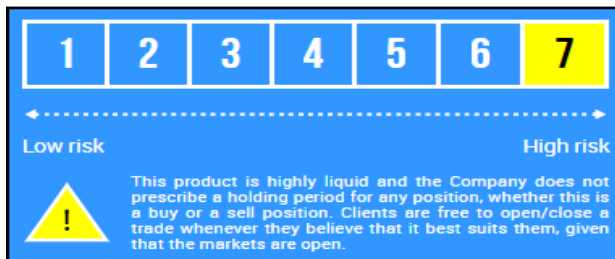 1 2 3 4 5 6 7
Low risk High risk
This product is highly liquid and the Company does not
prescribe a holding period for any position, whether this is
a buy or a sell position. Clients are free to open/close a
trade whenever they believe that it best suits them, given
that the markets are open.
!